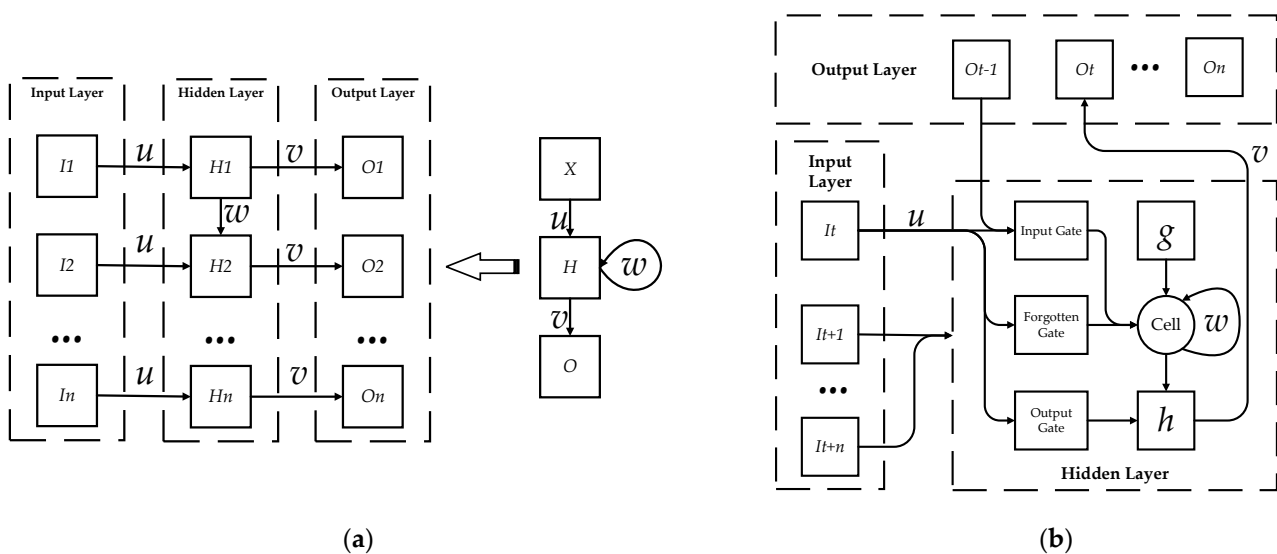 Input Layer
Hidden Layer
Output Layer
I1
u
H1
v
O1
w
I2
u
H2
v
O2
...
...
...
In
u
Hn
v
On
X
u
H
w
v
O
(a)
Output Layer
Ot-1
Ot
...
On
Input
Layer
v
It
u
Input Gate
g
It+1
Forgotten
Gate
Cell
w
...
It+n
Output
Gate
h
Hidden Layer
(b)